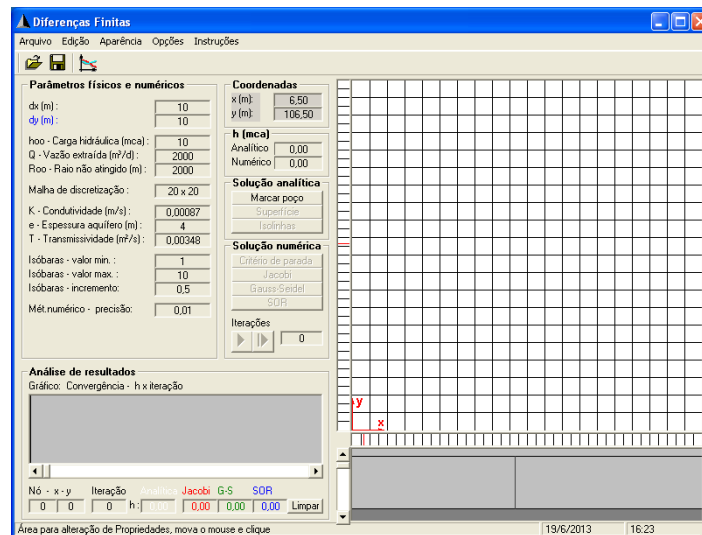 Diferenças Finitas
Arquivo Edição Aparência Opções Instruções
Parâmetros físicos e numéricos
dx (m) : 10
dy (m) : 10
hoo - Carga hidráulica (mca) : 10
Q - Vazão extraída (m³/d) : 2000
Roo - Raio não atingido (m) : 2000
Malha de discretização : 20 x 20
K - Condutividade (m/s) : 0,00087
e - Espessura aquífero (m) : 4
T - Transmissividade (m²/s) : 0,00348
Isóbaras - valor min. : 1
Isóbaras - valor max. : 10
Isóbaras - incremento: 0,5
Mét.numérico - precisão: 0,01
Coordenadas
x (m): 6,50
y (m): 106,50
h (mca)
Analítico 0,00
Numérico 0,00
Solução analítica
Marcar poço
Superfície
Isolinhas
Solução numérica
Critério de parada
Jacobi
Gauss-Seidel
SOR
Iterações
0
y
x
Análise de resultados
Gráfico: Convergência - h x iteração
Nó - x - y Iteração Analítica Jacobi G-S SOR
0 0 0 h : 0,00 0,00 0,00 0,00 Limpar
Área para alteração de Propriedades, mova o mouse e clique 19/6/2013 16:23